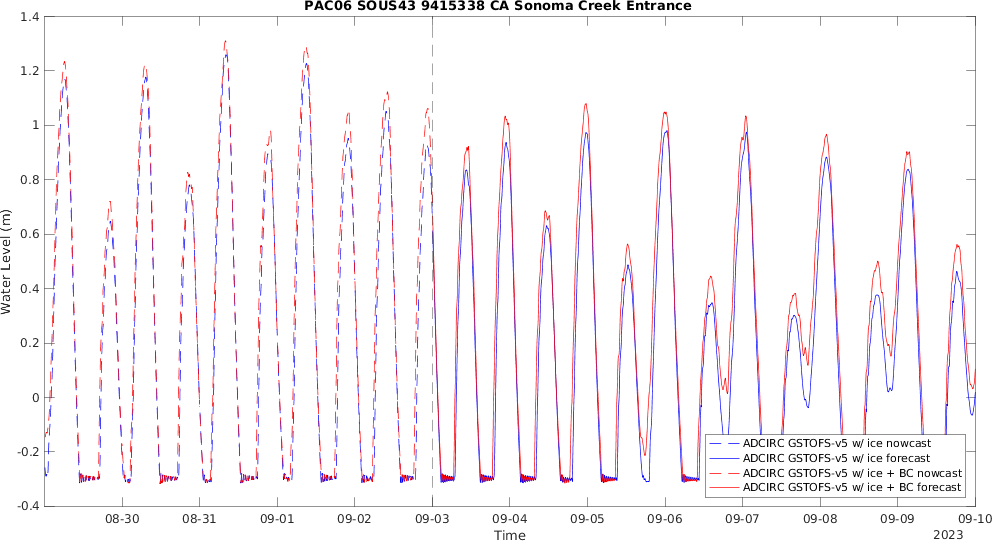 PAC06 SOUS43 9415338 CA Sonoma Creek Entrance
1.4
1.2
1
0.8
0.6
0.4
0.2
0
-0.2
-0.4
Water Level (m)
ADCIRC GSTOFS-v5 w/ ice nowcast
ADCIRC GSTOFS-v5 w/ ice forecast
ADCIRC GSTOFS-v5 w/ ice + BC nowcast
ADCIRC GSTOFS-v5 w/ ice + BC forecast
08-30 08-31 09-01 09-02 09-03 09-04 09-05 09-06 09-07 09-08 09-09 09-10
Time
2023